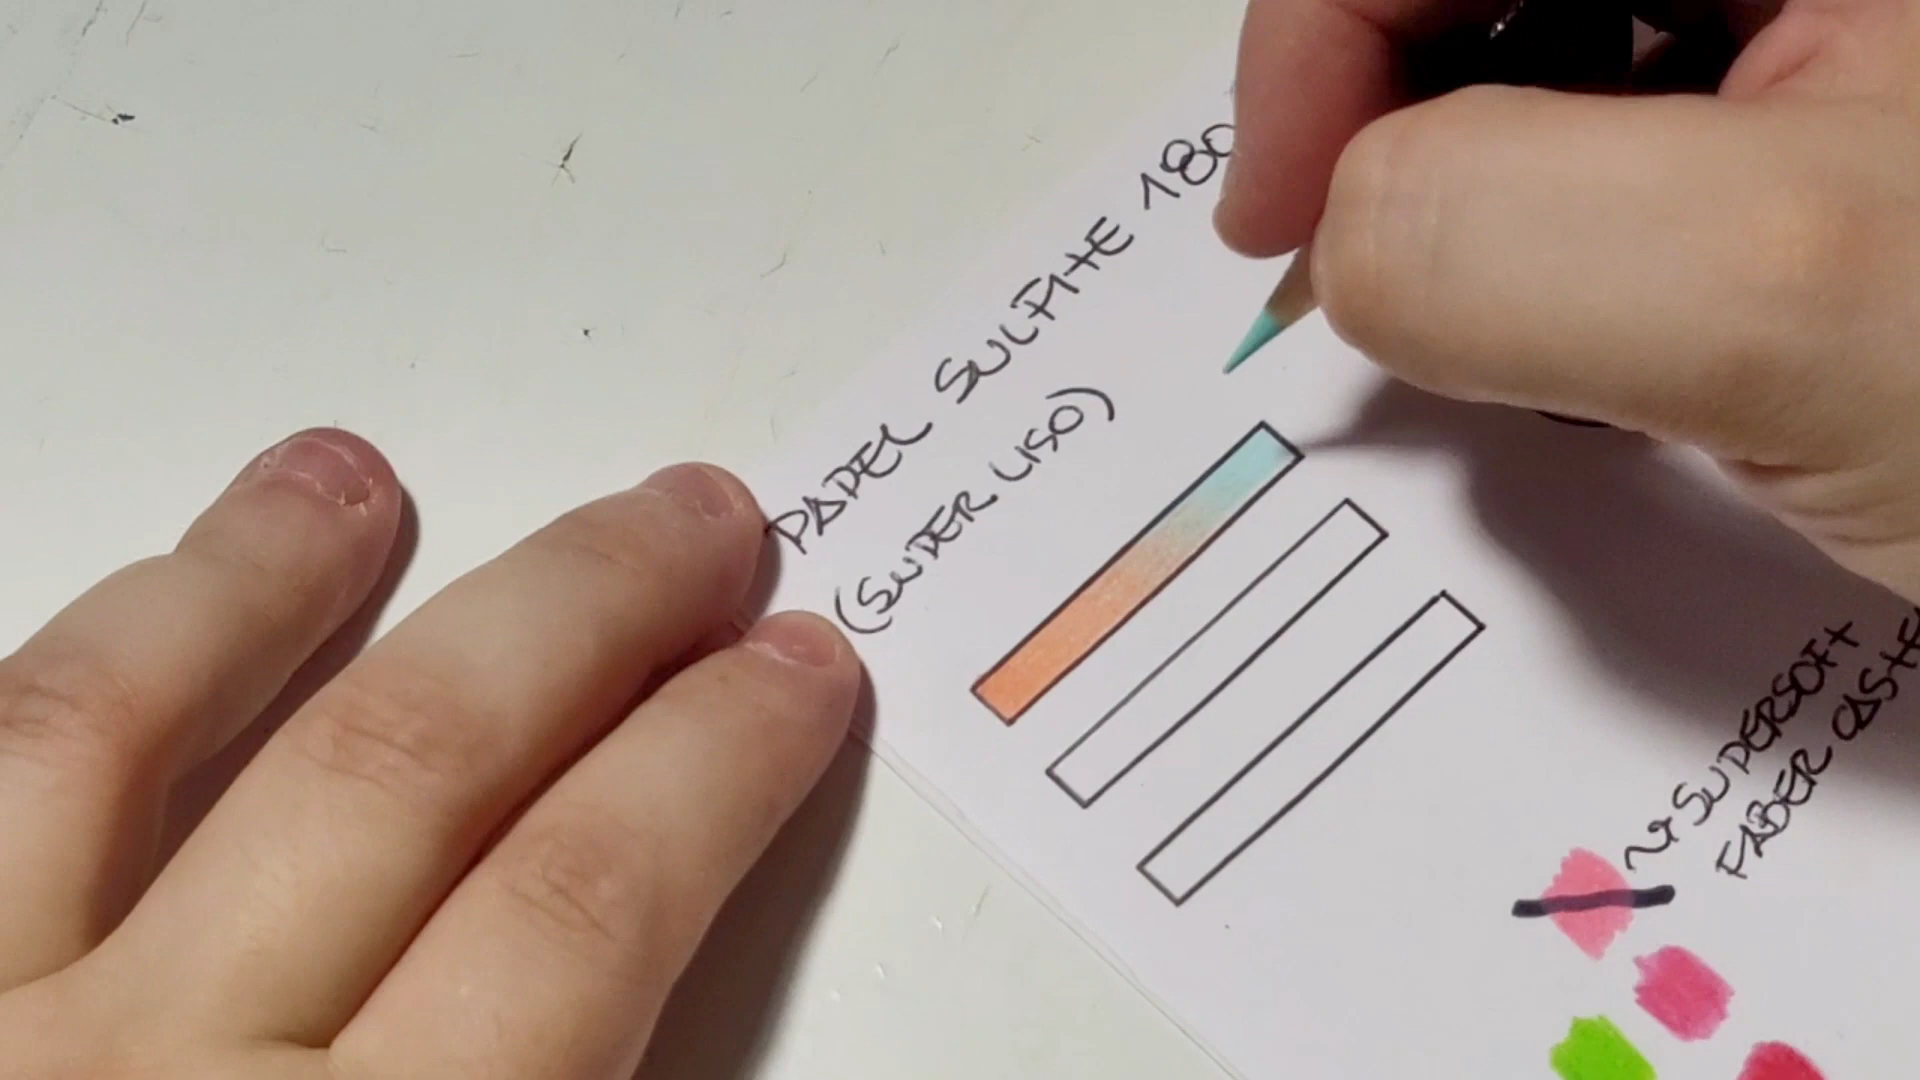 PAPEL SULFITE 180
(SUPER LISO)
SUPERSOFT
FABER CASTE